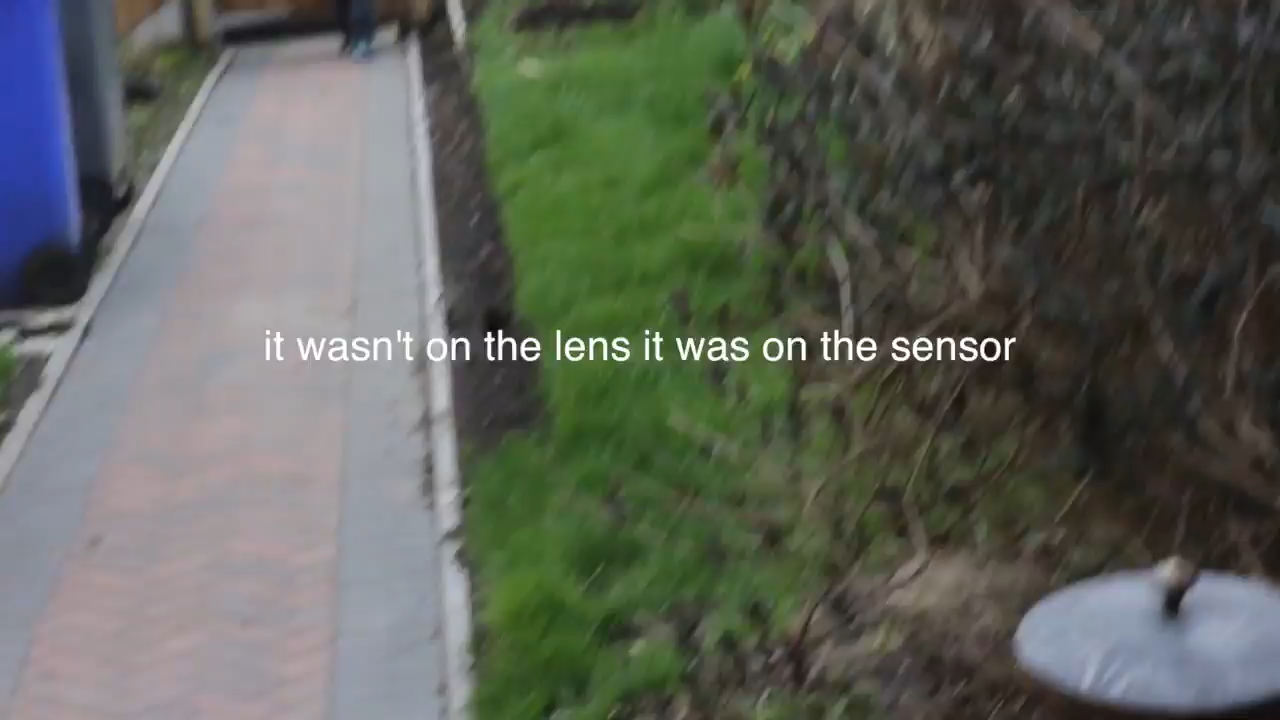 it wasn't on the lens it was on the sensor